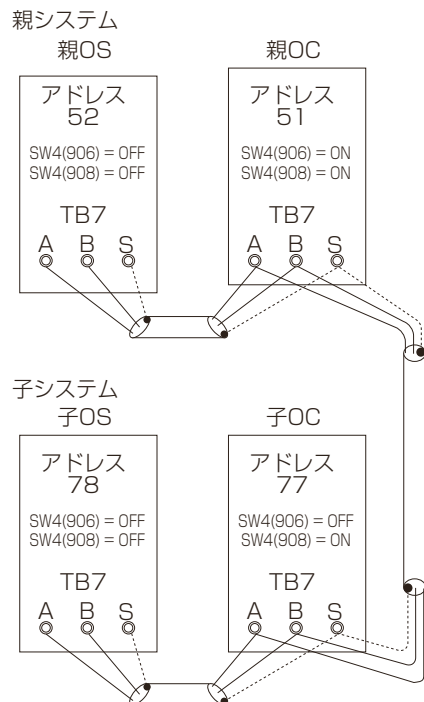 親システム
親OS
アドレス
52
SW4(906) = OFF
SW4(908) = OFF
TB7
A B S
親OC
アドレス
51
SW4(906) = ON
SW4(908) = ON
TB7
A B S
子システム
子OS
アドレス
78
SW4(906) = OFF
SW4(908) = OFF
TB7
A B S
子OC
アドレス
77
SW4(906) = OFF
SW4(908) = ON
TB7
A B S